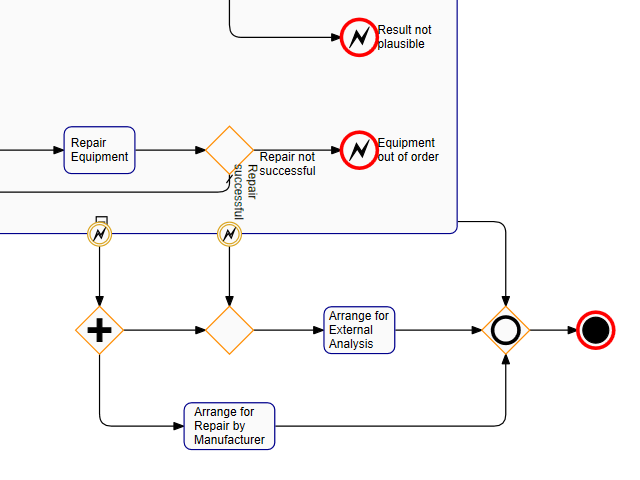 Result not
plausible
Repair
Equipment
Repair not
successful
Repair
successful
Equipment
out of order
Arrange for
External
Analysis
Arrange for
Repair by
Manufacturer